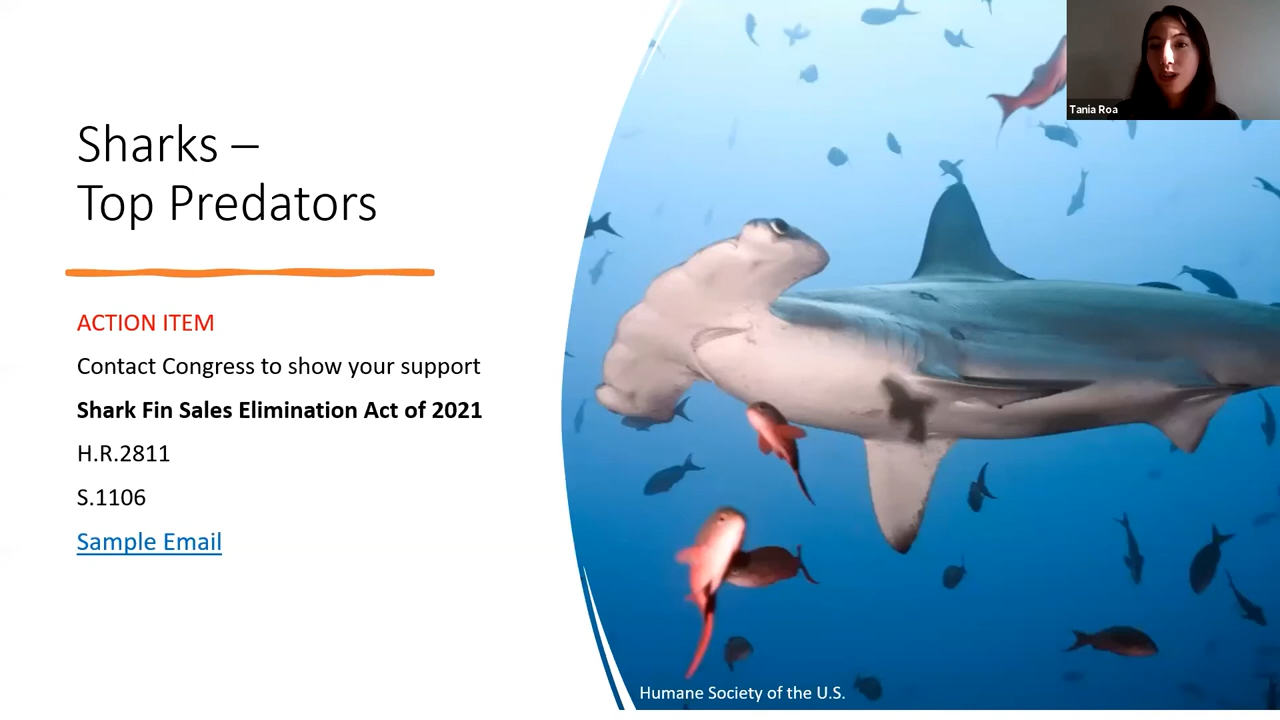 Sharks –
Top Predators
ACTION ITEM
Contact Congress to show your support
Shark Fin Sales Elimination Act of 2021
H.R.2811
S.1106
Sample Email
Tania Roa
Humane Society of the U.S.